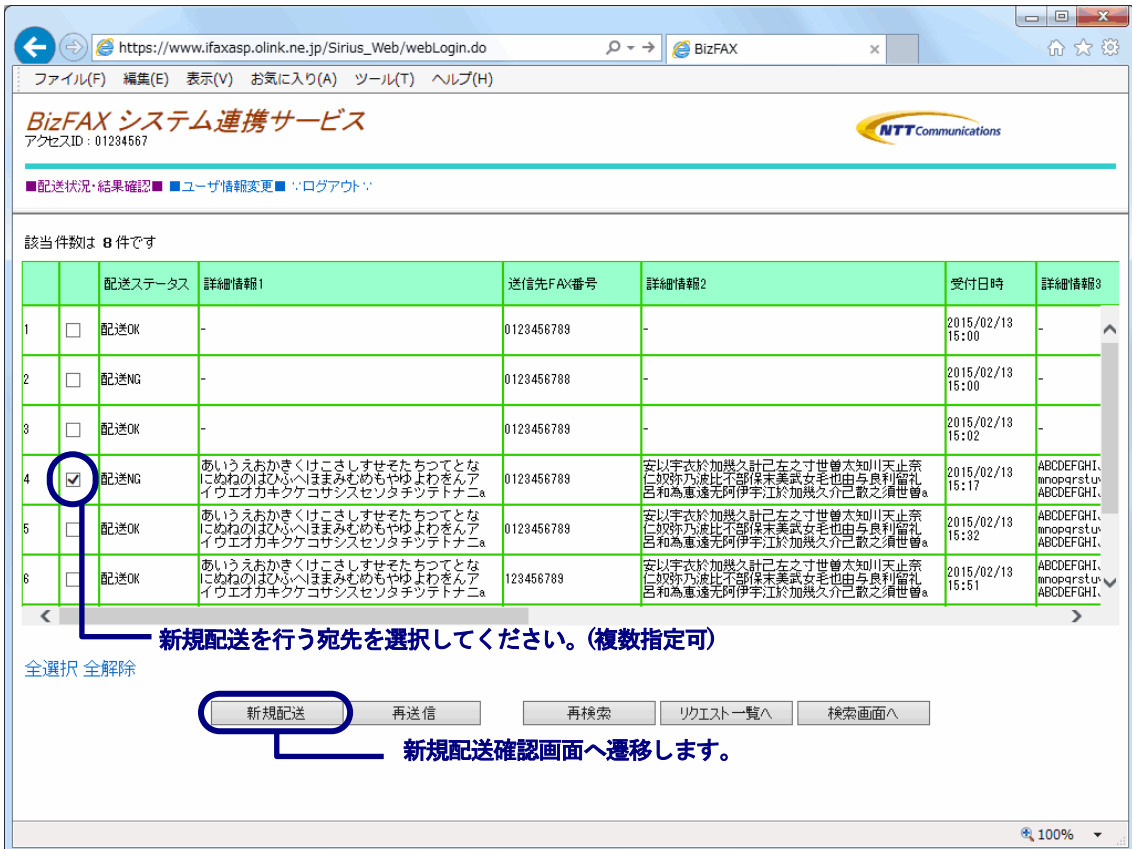 https://www.ifaxasp.olink.ne.jp/Sirius_Web/webLogin.do
BizFAX
ファイル(F) 編集(E) 表示(V) お気に入り(A) ツール(T) ヘルプ(H)
BizFAX システム連携サービス
アクセスID：01234567
NTT Communications
■配送状況・結果確認■ ■ユーザ情報変更■ ∵ログアウト∵
該当件数は 8 件です
配送ステータス 詳細情報1 送信先FAX番号 詳細情報2 受付日時 詳細情報3
1 配送OK - 0123456789 - 2015/02/13 15:00 -
2 配送NG - 0123456788 - 2015/02/13 15:00 -
3 配送OK - 0123456789 - 2015/02/13 15:02 -
4 配送NG
あいうえおかきくけこさしすせそたちつてとな
にぬねのはひふへほまみむめもやゆよわをんア
イウエオカキクケコサシスセソタチツテトナニa
0123456789
安以宇衣於加幾久計己左之寸世曽太知川天止奈
仁奴祢乃波比不部保末美武女毛也由与良利留礼
呂和為恵遠无阿伊宇江於加幾久介己散之須世曽a
2015/02/13
15:17
ABCDEFGHI
mnopqrstu
ABCDEFGHI
5 配送OK
あいうえおかきくけこさしすせそたちつてとな
にぬねのはひふへほまみむめもやゆよわをんア
イウエオカキクケコサシスセソタチツテトナニa
0123456789
安以宇衣於加幾久計己左之寸世曽太知川天止奈
仁奴祢乃波比不部保末美武女毛也由与良利留礼
呂和為恵遠无阿伊宇江於加幾久介己散之須世曽a
2015/02/13
15:32
ABCDEFGHI
mnopqrstu
ABCDEFGHI
6 配送OK
あいうえおかきくけこさしすせそたちつてとな
にぬねのはひふへほまみむめもやゆよわをんア
イウエオカキクケコサシスセソタチツテトナニa
123456789
安以宇衣於加幾久計己左之寸世曽太知川天止奈
仁奴祢乃波比不部保末美武女毛也由与良利留礼
呂和為恵遠无阿伊宇江於加幾久介己散之須世曽a
2015/02/13
15:51
ABCDEFGHI
mnopqrstu
ABCDEFGHI
新規配送を行う宛先を選択してください。(複数指定可)
全選択 全解除
新規配送 再送信 再検索 リクエスト一覧へ 検索画面へ
新規配送確認画面へ遷移します。
100%